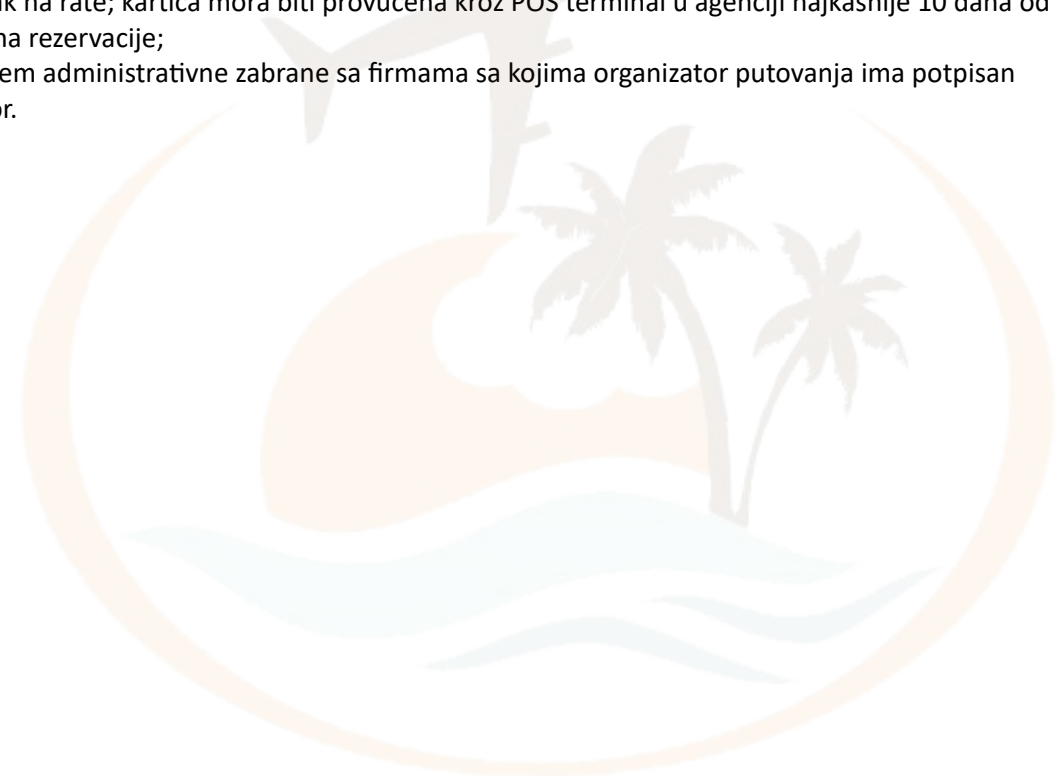 k na rate; kartica mora biti provučena kroz POS terminal u agenciji najkasnije 10 dana od
na rezervacije;
em administrativne zabrane sa firmama sa kojima organizator putovanja ima potpisan
or.